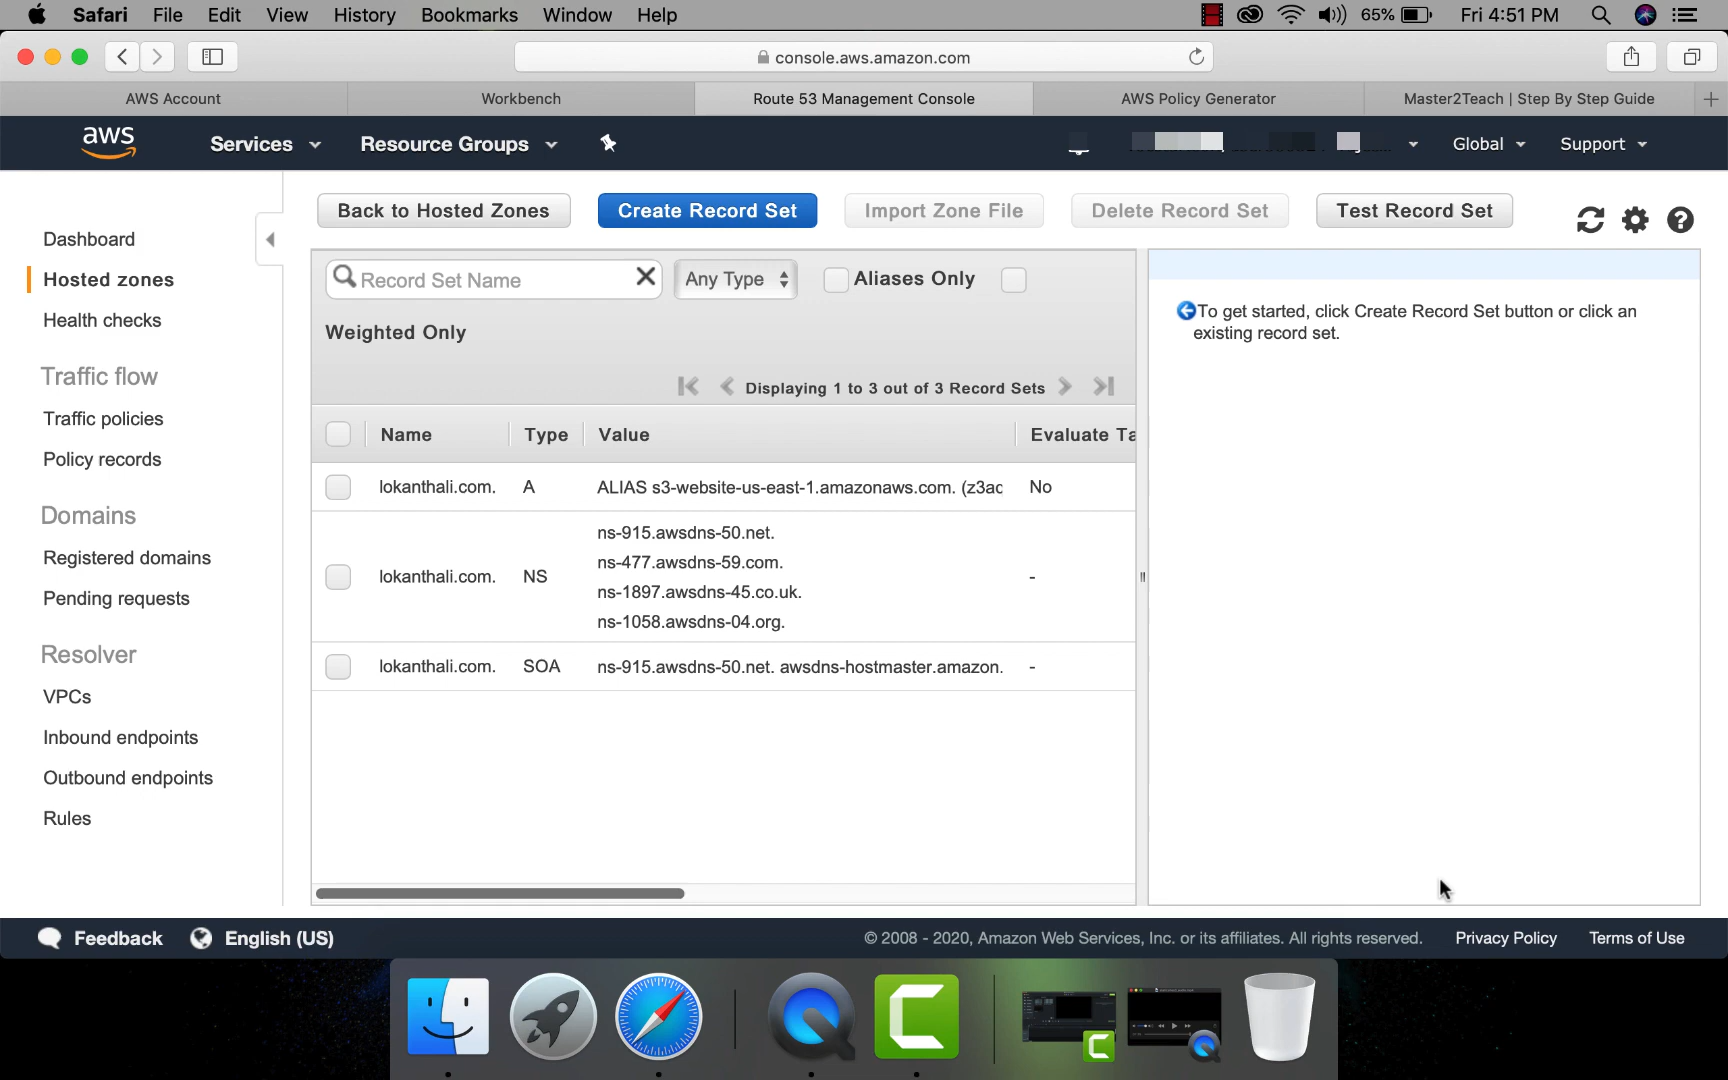 Safari File Edit View History Bookmarks Window Help 65% Fri 4:51 PM
console.aws.amazon.com
AWS Account Workbench Route 53 Management Console AWS Policy Generator Master2Teach | Step By Step Guide
aws Services Resource Groups Global Support
Back to Hosted Zones Create Record Set Import Zone File Delete Record Set Test Record Set
Dashboard
Hosted zones
Health checks
Traffic flow
Traffic policies
Policy records
Domains
Registered domains
Pending requests
Resolver
VPCs
Inbound endpoints
Outbound endpoints
Rules
Record Set Name Any Type Aliases Only
Weighted Only
Displaying 1 to 3 out of 3 Record Sets
Name Type Value Evaluate Ta
lokanthali.com. A ALIAS s3-website-us-east-1.amazonaws.com. (z3ac No
ns-915.awsdns-50.net.
ns-477.awsdns-59.com.
lokanthali.com. NS -
ns-1897.awsdns-45.co.uk.
ns-1058.awsdns-04.org.
lokanthali.com. SOA ns-915.awsdns-50.net. awsdns-hostmaster.amazon. -
To get started, click Create Record Set button or click an
existing record set.
Feedback English (US) © 2008 - 2020, Amazon Web Services, Inc. or its affiliates. All rights reserved. Privacy Policy Terms of Use